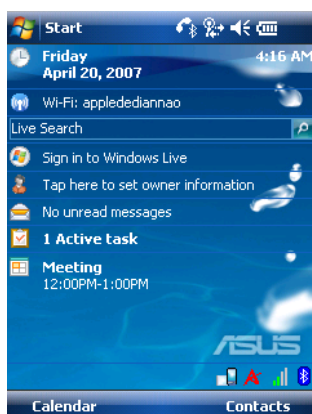 Start
Friday 4:16 AM
April 20, 2007
Wi-Fi: appledediannao
Live Search
Sign in to Windows Live
Tap here to set owner information
No unread messages
1 Active task
Meeting
12:00PM-1:00PM
ASUS
A
Calendar Contacts